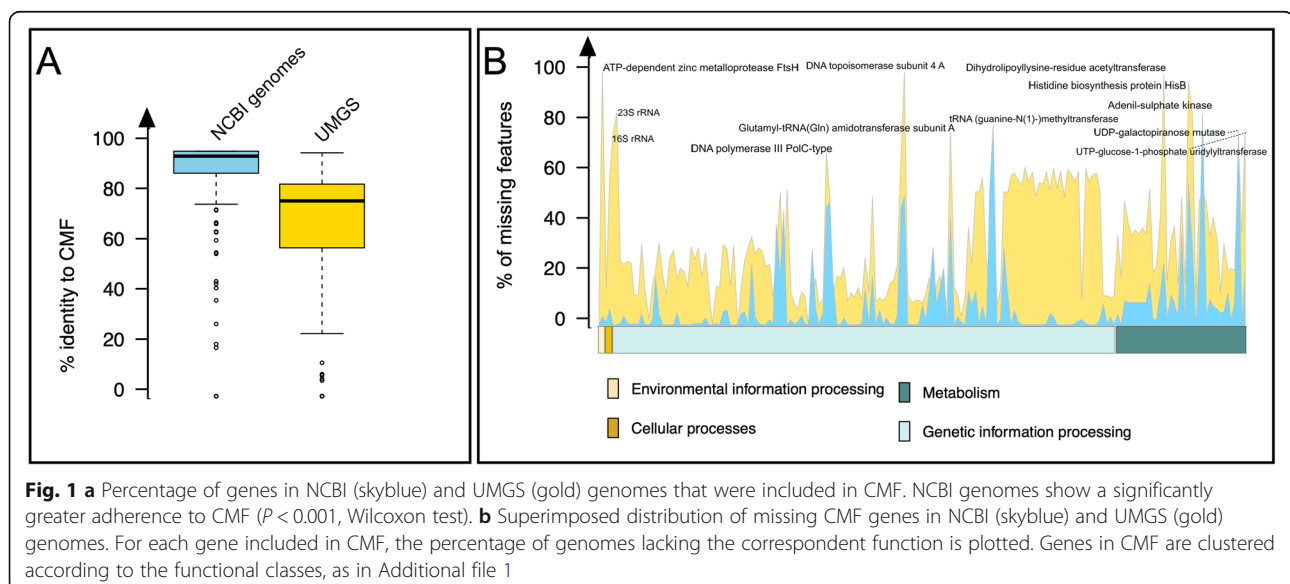 A
NCBI genomes
UMGS
% identity to CMF
100
80
60
40
20
0
B
% of missing features
100
80
60
40
20
0
ATP-dependent zinc metalloprotease FtsH
DNA topoisomerase subunit 4 A
Dihydrolipoyllysine-residue acetyltransferase
Histidine biosynthesis protein HisB
Adenil-sulphate kinase
23S rRNA
tRNA (guanine-N(1)-)methyltransferase
Glutamyl-tRNA(Gln) amidotransferase subunit A
UDP-galactopiranose mutase
16S rRNA
DNA polymerase III PolC-type
UTP-glucose-1-phosphate uridylyltransferase
Environmental information processing
Metabolism
Cellular processes
Genetic information processing
Fig. 1 a Percentage of genes in NCBI (skyblue) and UMGS (gold) genomes that were included in CMF. NCBI genomes show a significantly
greater adherence to CMF (P < 0.001, Wilcoxon test). b Superimposed distribution of missing CMF genes in NCBI (skyblue) and UMGS (gold)
genomes. For each gene included in CMF, the percentage of genomes lacking the correspondent function is plotted. Genes in CMF are clustered
according to the functional classes, as in Additional file 1